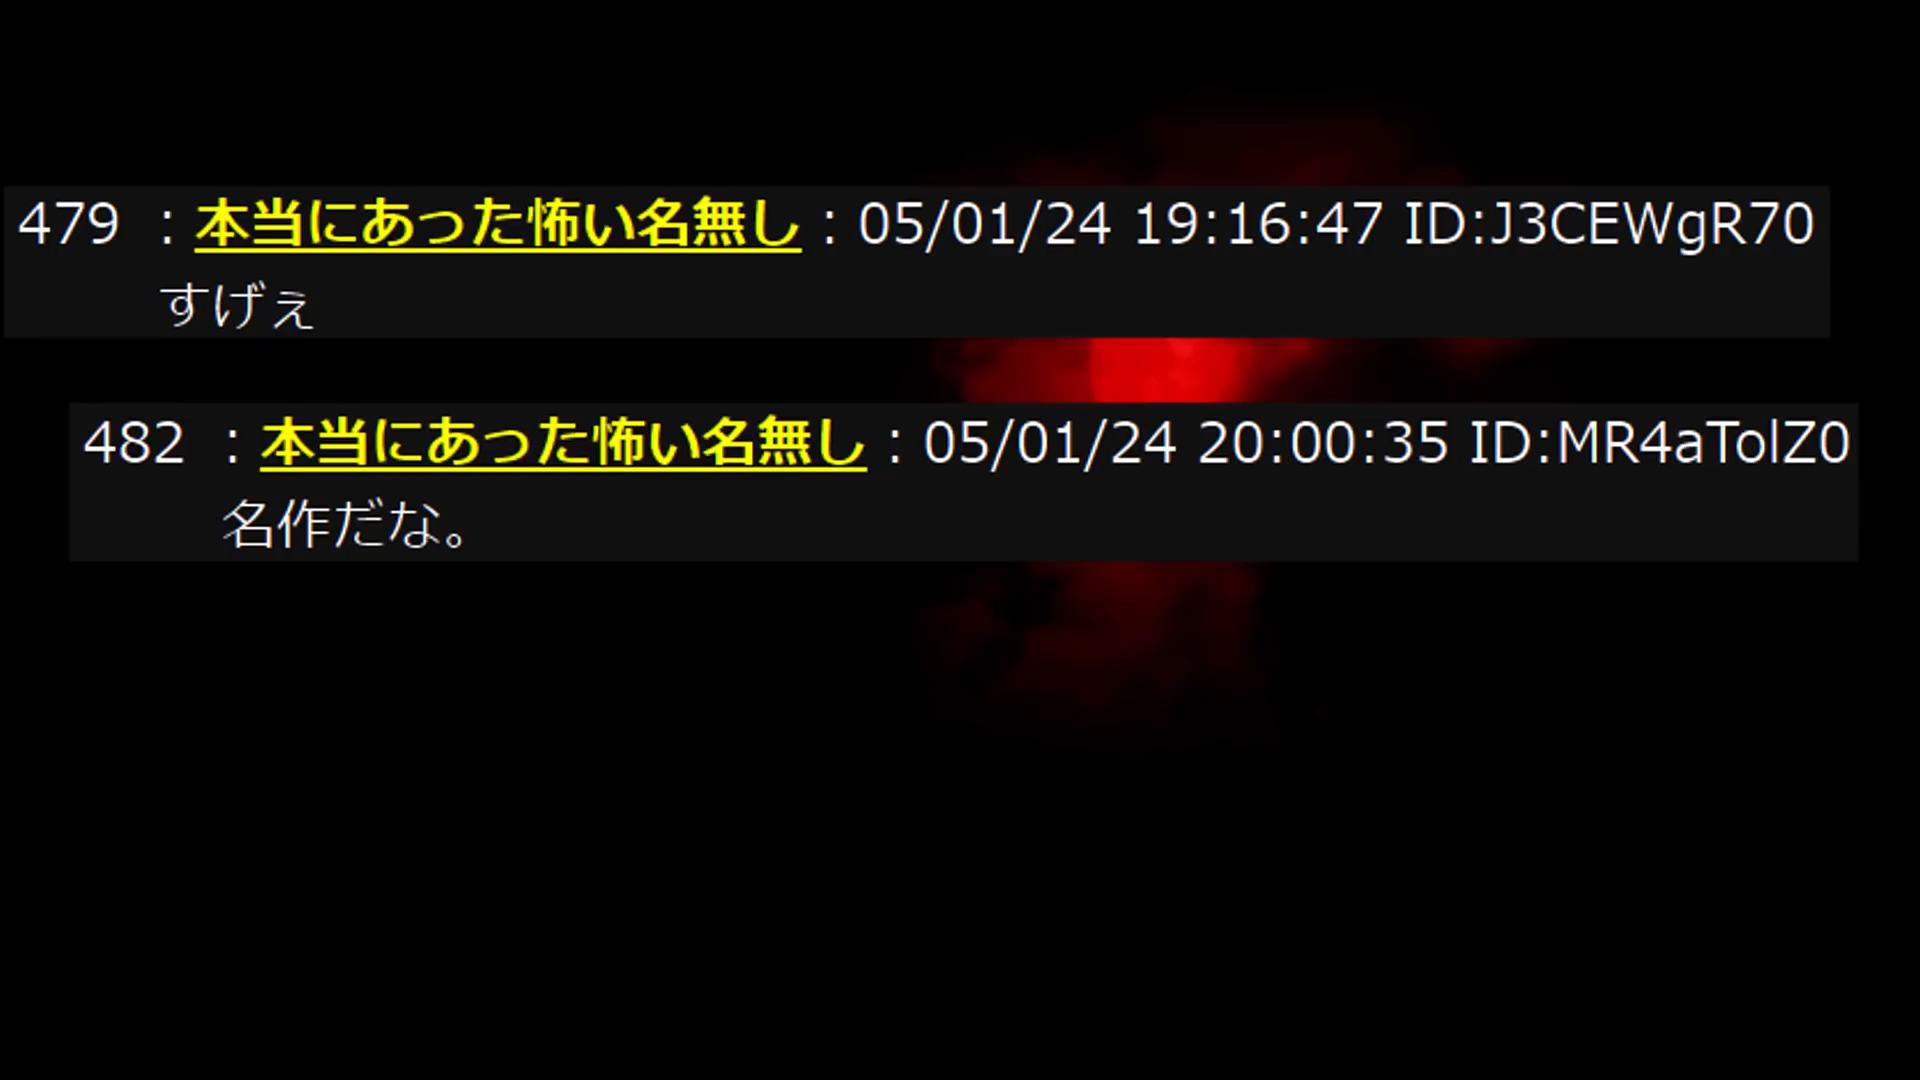 479 ：本当にあった怖い名無し：05/01/24 19:16:47 ID:J3CEWgR70
すげぇ
482 ：本当にあった怖い名無し：05/01/24 20:00:35 ID:MR4aTolZ0
名作だな。